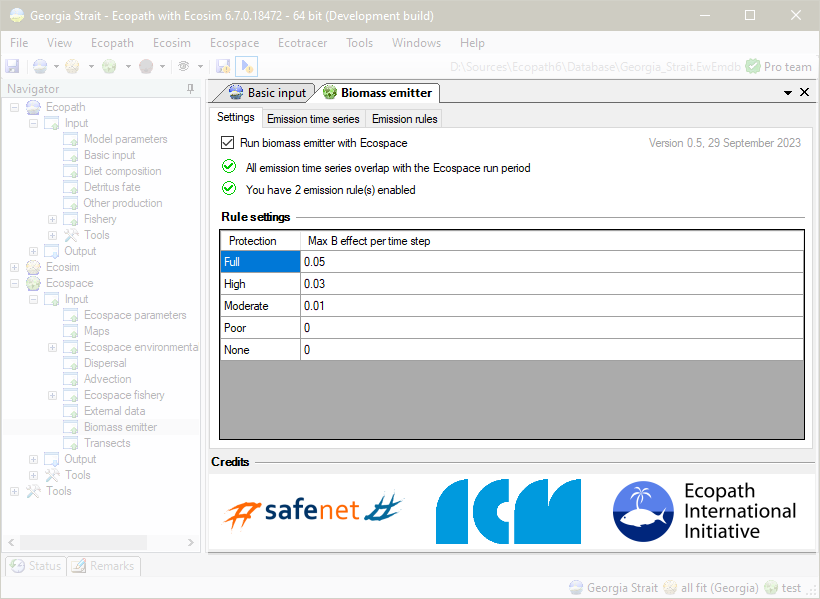 Georgia Strait - Ecopath with Ecosim 6.7.0.18472 - 64 bit (Development build)
File View Ecopath Ecosim Ecospace Ecotracer Tools Windows Help
D:\Sources\Ecopath6\Database\Georgia_Strait.EwEmdb Pro team
Navigator
Ecopath
Input
Model parameters
Basic input
Diet composition
Detritus fate
Other production
Fishery
Tools
Output
Ecosim
Ecospace
Input
Ecospace parameters
Maps
Ecospace environmenta
Dispersal
Advection
Ecospace fishery
External data
Biomass emitter
Transects
Output
Tools
Tools
Basic input Biomass emitter
Settings Emission time series Emission rules
Run biomass emitter with Ecospace Version 0.5, 29 September 2023
All emission time series overlap with the Ecospace run period
You have 2 emission rule(s) enabled
Rule settings
Protection Max B effect per time step
Full 0.05
High 0.03
Moderate 0.01
Poor 0
None 0
Credits
safenet
ICM
Ecopath
International
Initiative
Status Remarks
Georgia Strait all fit (Georgia) test